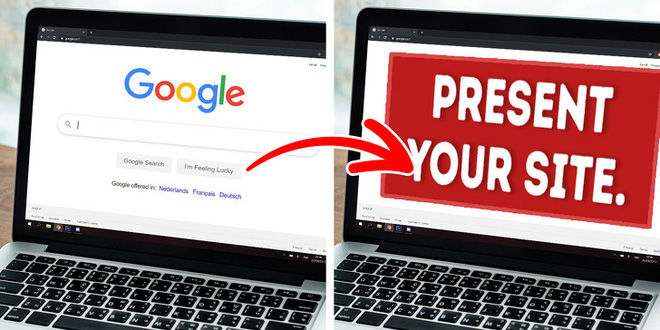 Google
Google Search
I'm Feeling Lucky
Google offered in: Nederlands Français Deutsch
PRESENT
YOUR SITE.